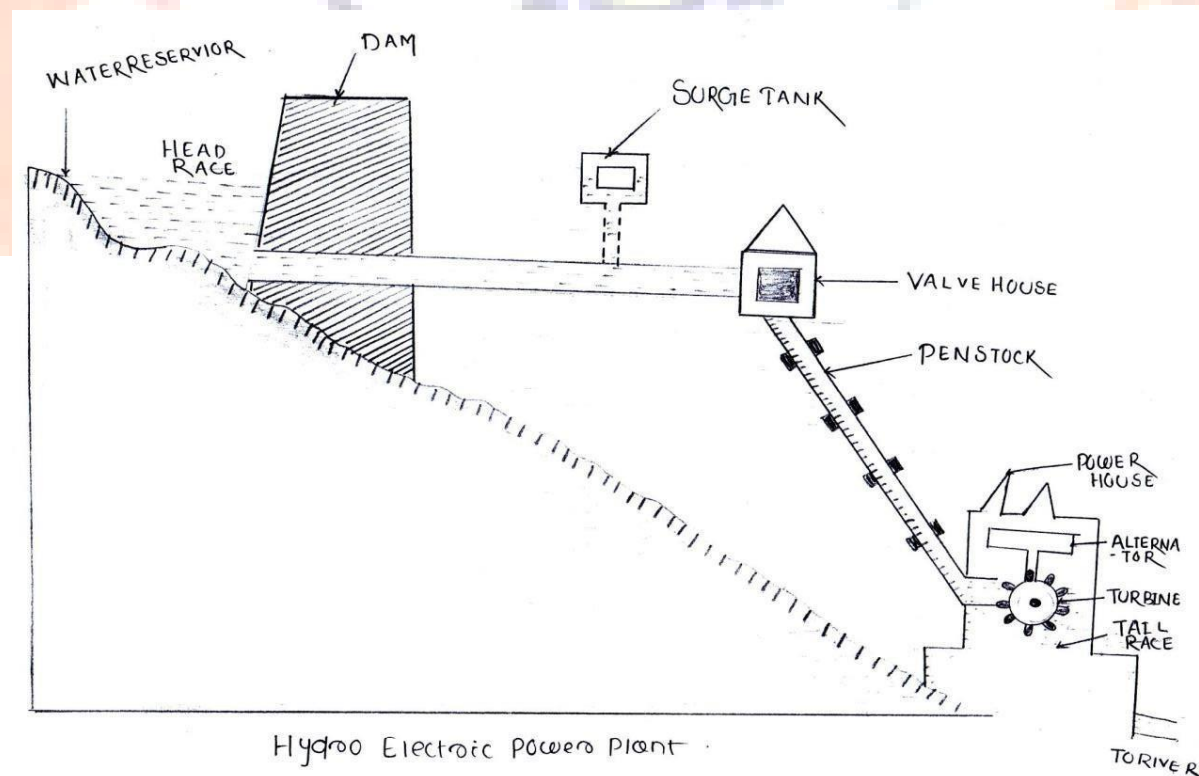 WATERRESERVIOR
DAM
SURGE TANK
HEAD
RACE
VALVE HOUSE
PENSTOCK
POWER
HOUSE
ALTERNA
-TOR
TURBINE
TAIL
RACE
TORIVER
Hydro Electric Power Plant .